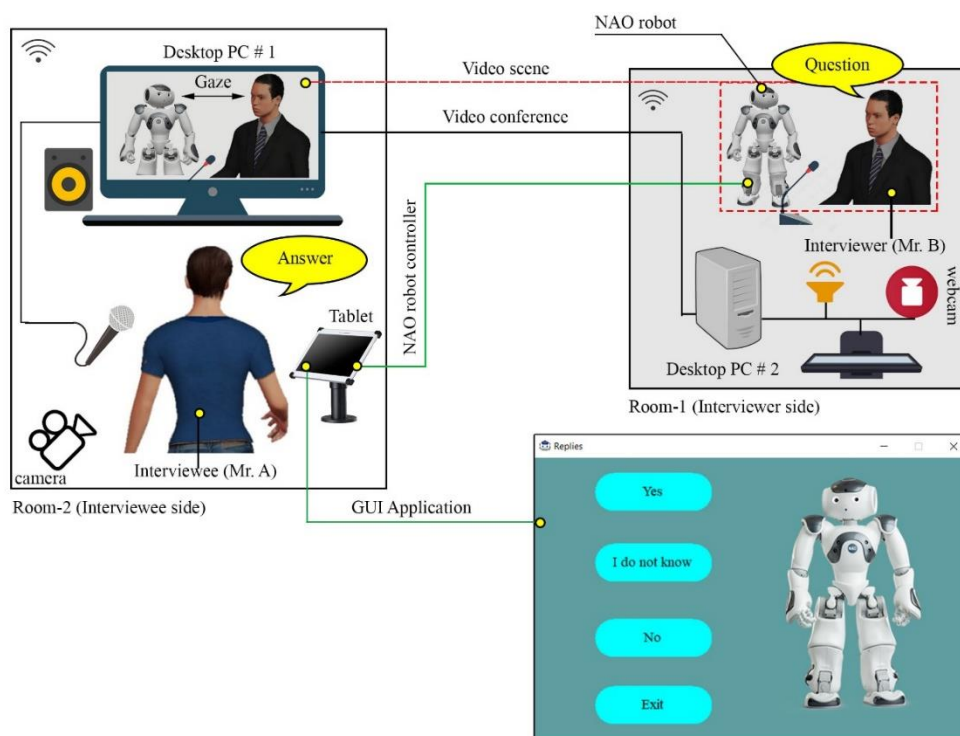 NAO robot
Desktop PC # 1
Gaze
Video scene
Question
Video conference
Interviewer (Mr. B)
Answer
Tablet
NAO robot controller
webcam
Desktop PC # 2
Room-1 (Interviewer side)
Interviewee (Mr. A)
camera
Room-2 (Interviewee side)
GUI Application
Replies
Yes
I do not know
No
Exit